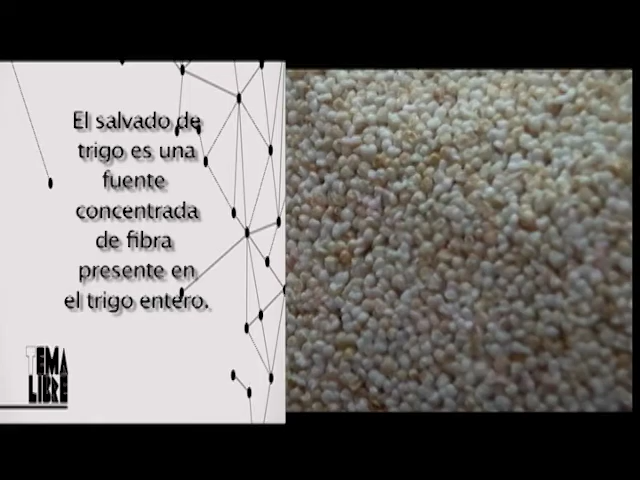 El salvado de
trigo es una
fuente
concentrada
de fibra
presente en
el trigo entero.
TEMA
LIBRE